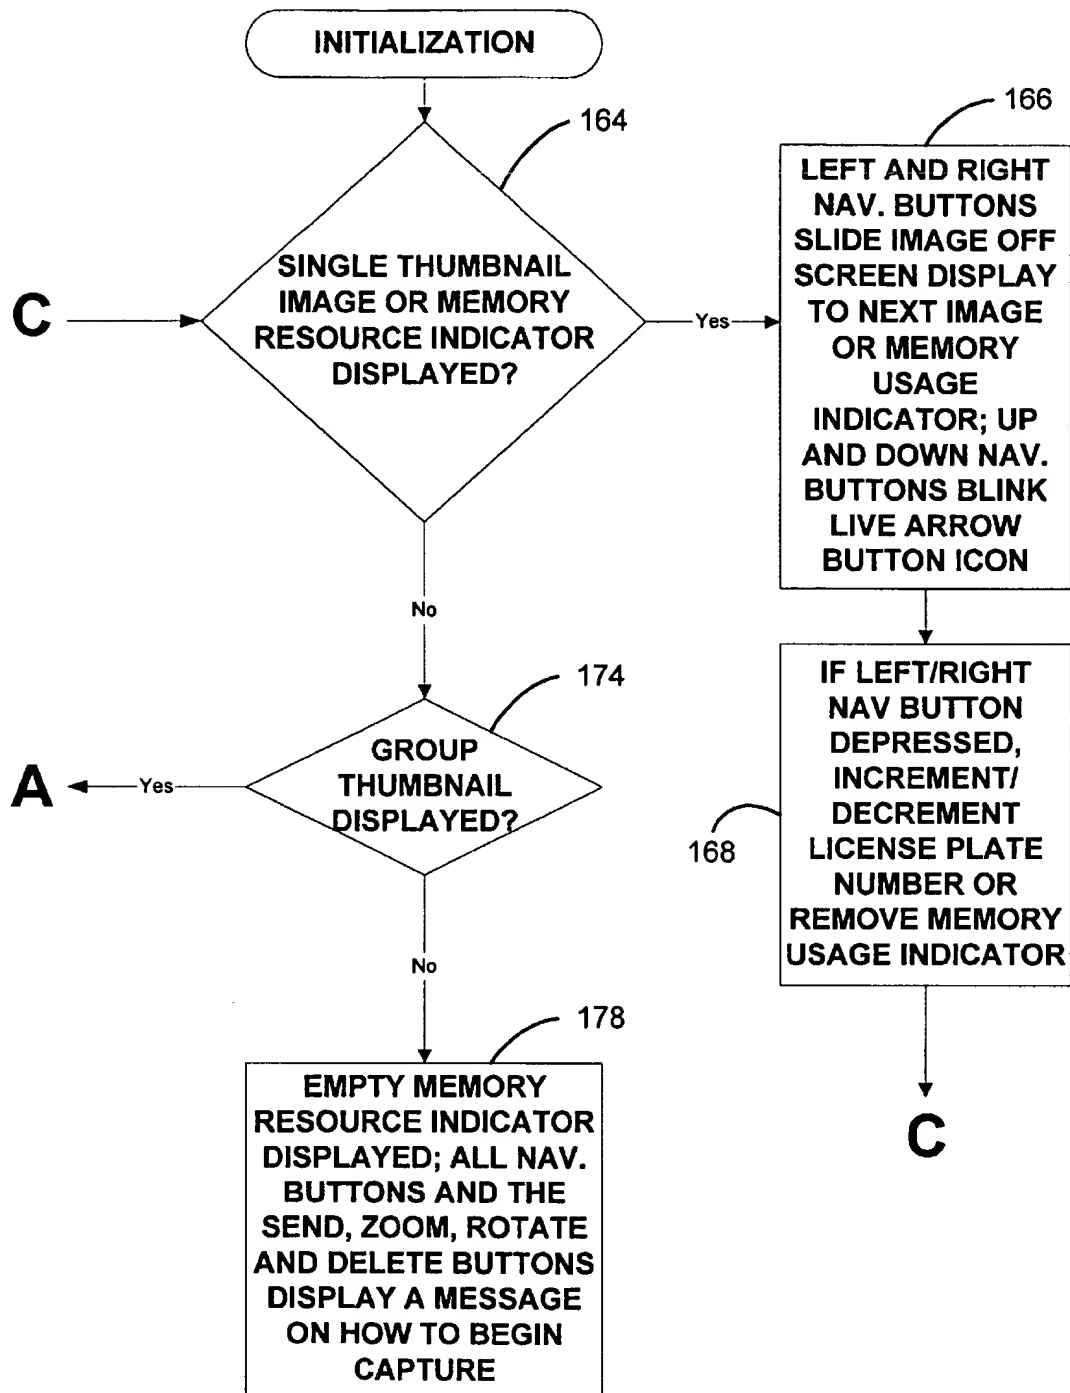 INITIALIZATION
164
SINGLE THUMBNAIL
IMAGE OR MEMORY
RESOURCE INDICATOR
DISPLAYED?
C
Yes
166
LEFT AND RIGHT
NAV. BUTTONS
SLIDE IMAGE OFF
SCREEN DISPLAY
TO NEXT IMAGE
OR MEMORY
USAGE
INDICATOR; UP
AND DOWN NAV.
BUTTONS BLINK
LIVE ARROW
BUTTON ICON
No
174
GROUP
THUMBNAIL
DISPLAYED?
A
Yes
168
IF LEFT/RIGHT
NAV BUTTON
DEPRESSED,
INCREMENT/
DECREMENT
LICENSE PLATE
NUMBER OR
REMOVE MEMORY
USAGE INDICATOR
C
No
178
EMPTY MEMORY
RESOURCE INDICATOR
DISPLAYED; ALL NAV.
BUTTONS AND THE
SEND, ZOOM, ROTATE
AND DELETE BUTTONS
DISPLAY A MESSAGE
ON HOW TO BEGIN
CAPTURE